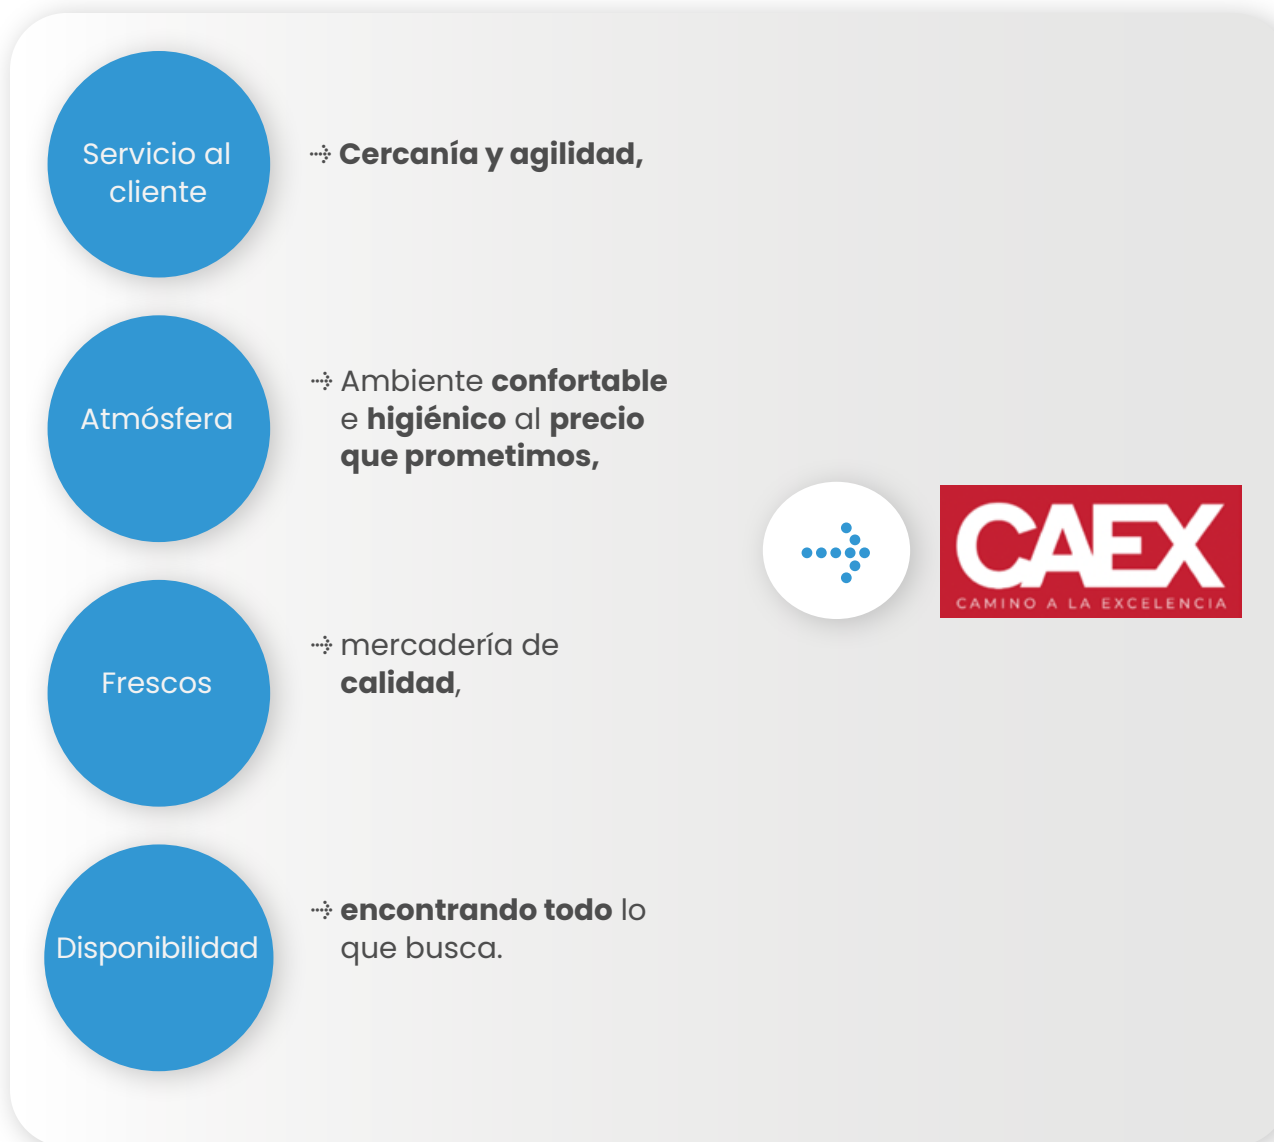 Servicio al
cliente
Cercanía y agilidad,
Atmósfera
Ambiente confortable
e higiénico al precio
que prometimos,
Frescos
mercadería de
calidad,
Disponibilidad
encontrando todo lo
que busca.
CAEX
CAMINO A LA EXCELENCIA